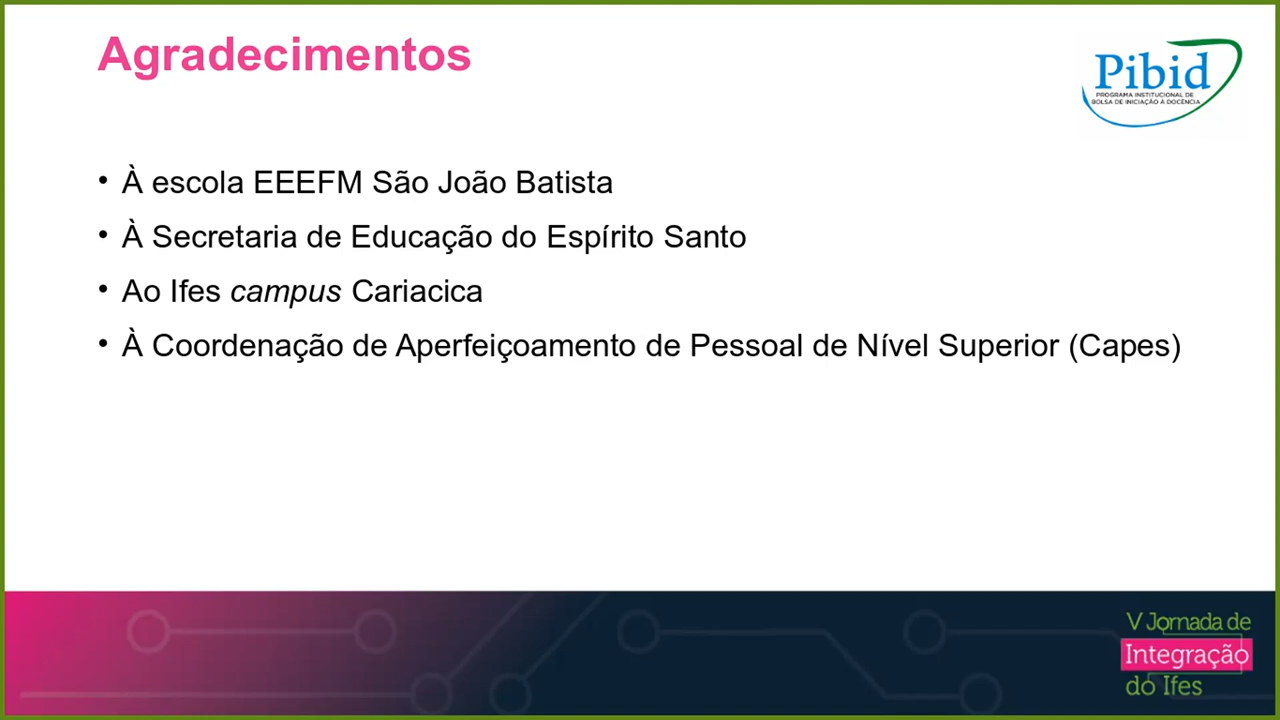 Agradecimentos
Pibid
PROGRAMA INSTITUCIONAL DE
BOLSA DE INICIAÇÃO À DOCÊNCIA
• À escola EEEFM São João Batista
• À Secretaria de Educação do Espírito Santo
• Ao Ifes campus Cariacica
• À Coordenação de Aperfeiçoamento de Pessoal de Nível Superior (Capes)
V Jornada de
Integração
do Ifes